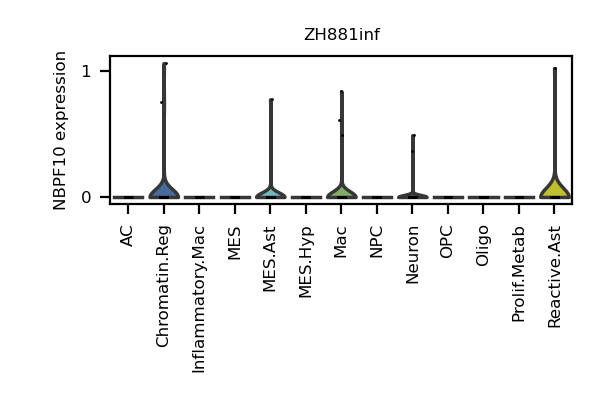 ZH881inf
NBPF10 expression
1
0
AC
Chromatin.Reg
Inflammatory.Mac
MES
MES.Ast
MES.Hyp
Mac
NPC
Neuron
OPC
Oligo
Prolif.Metab
Reactive.Ast